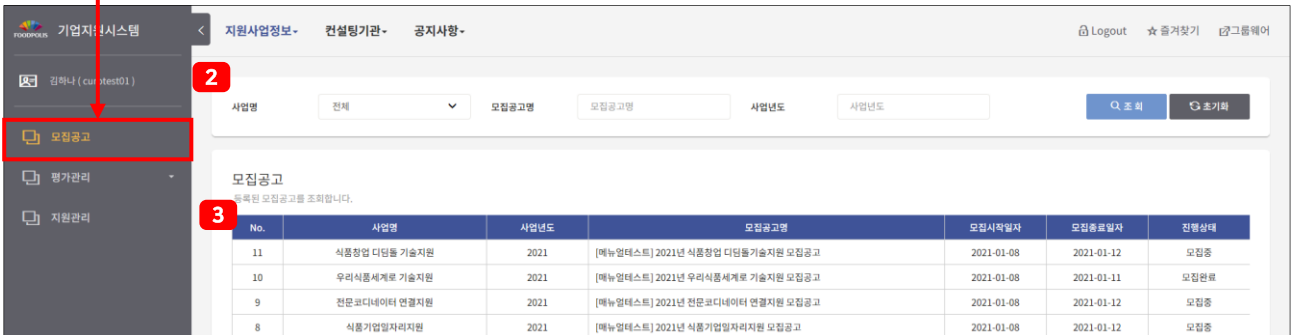 FOODPOLIS 기업지원시스템 < 지원사업정보 컨설팅기관 공지사항 Logout 즐겨찾기 그룹웨어
김하나 ( curotest01 )
2
사업명 전체 모집공고명 모집공고명 사업년도 사업년도 조 회 초기화
모집공고
평가관리
지원관리
모집공고
등록된 모집공고를 조회합니다.
3
No. 사업명 사업년도 모집공고명 모집시작일자 모집종료일자 진행상태
11 식품창업 디딤돌 기술지원 2021 [메뉴얼테스트] 2021년 식품창업 디딤돌기술지원 모집공고 2021-01-08 2021-01-12 모집중
10 우리식품세계로 기술지원 2021 [매뉴얼테스트] 2021년 우리식품세계로 기술지원 모집공고 2021-01-08 2021-01-11 모집완료
9 전문코디네이터 연결지원 2021 [매뉴얼테스트] 2021년 전문코디네이터 연결지원 모집공고 2021-01-08 2021-01-12 모집중
8 식품기업일자리지원 2021 [매뉴얼테스트] 2021년 식품기업일자리지원 모집공고 2021-01-08 2021-01-12 모집중